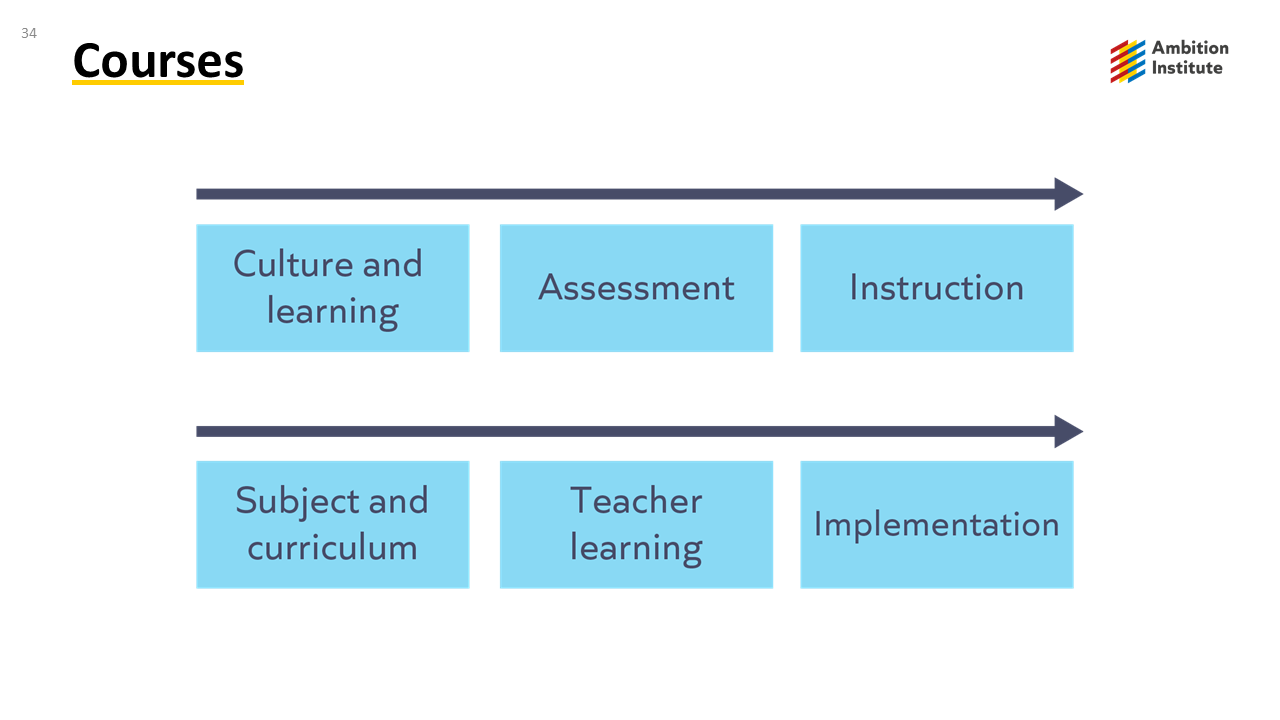 34
Courses
Ambition
Institute
Culture and
learning
Assessment
Instruction
Subject and
curriculum
Teacher
learning
Implementation